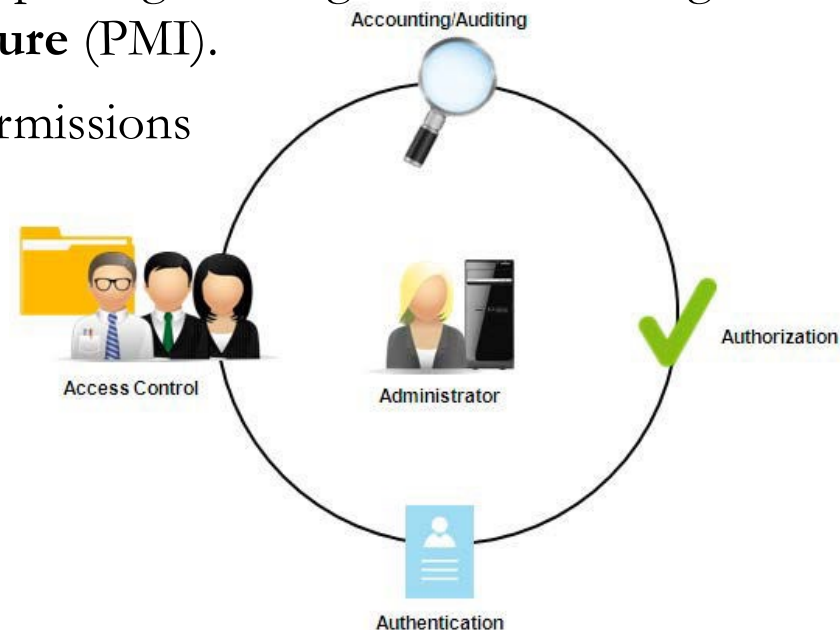 ure (PMI).
rmissions
Accounting/Auditing
Authorization
Access Control
Administrator
Authentication